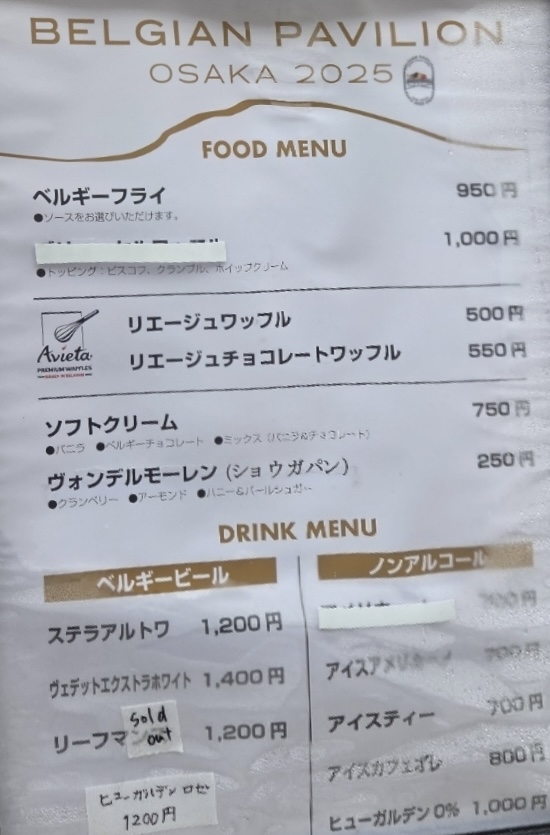 BELGIAN PAVILION
OSAKA 2025
FOOD MENU
ベルギーフライ 950円
●ソースをお選びいただけます。
1,000円
●トッピング：ビスコフ、クランブル、ホイップクリーム
Avieta
PREMIUM WAFFLES
リエージュワッフル 500円
リエージュチョコレートワッフル 550円
ソフトクリーム 750円
●バニラ ●ベルギーチョコレート ●ミックス（バニラ&チョコレート）
ヴォンデルモーレン（ショウガパン） 250円
●クランベリー ●アーモンド ●ハニー&パールシュガー
DRINK MENU
ベルギービール
ステラアルトワ 1,200円
ヴェデットエクストラホワイト 1,400円
リーフマン 1,200円
sold out
ヒューガルデン ロゼ
1200円
ノンアルコール
700円
アイスアメリカーノ 700円
アイスティー 700円
アイスカフェオレ 800円
ヒューガルデン0% 1,000円